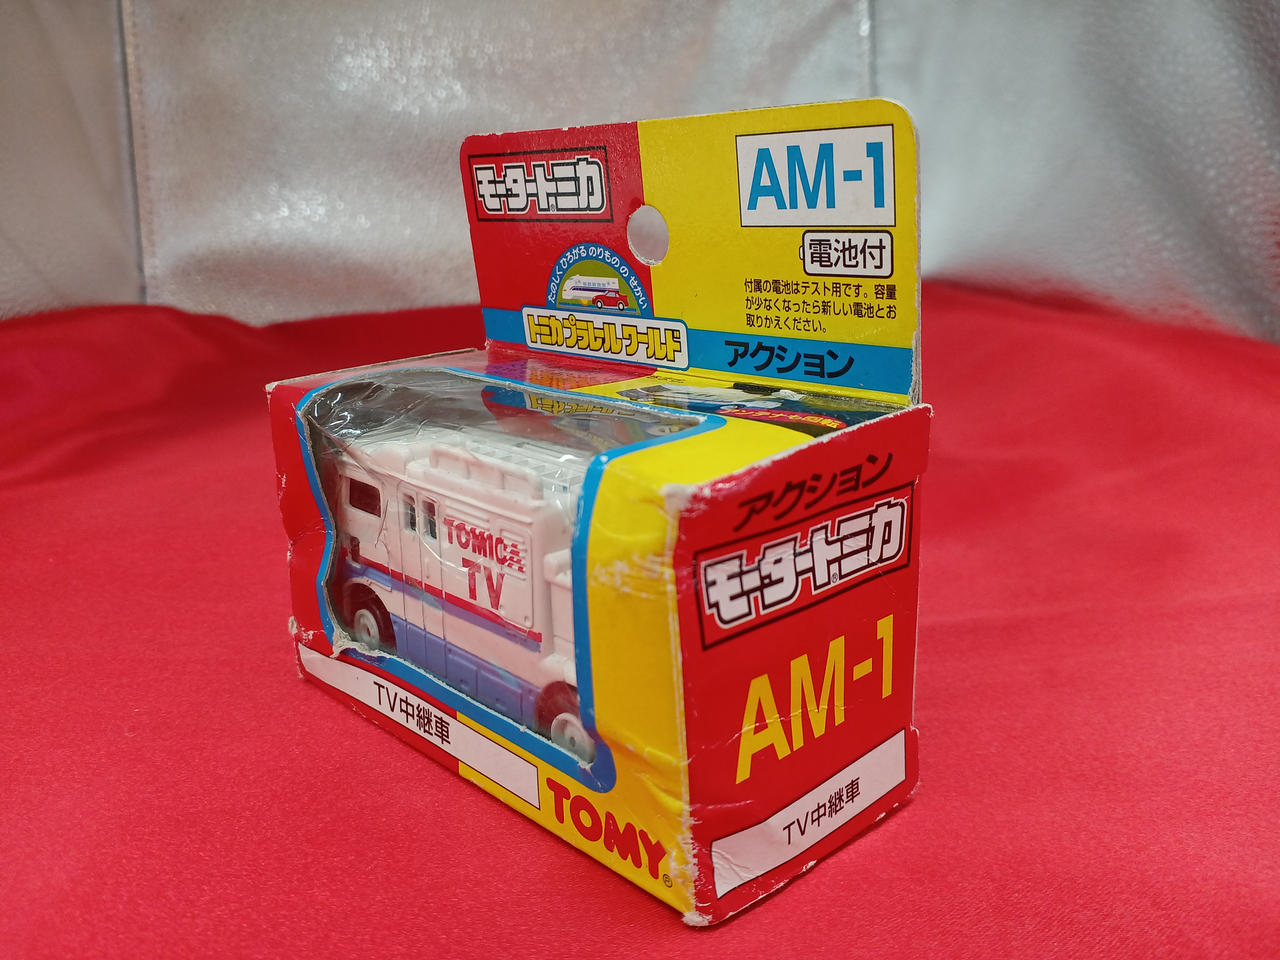 モータートミカ
®
AM-1
電池付
付属の電池はテスト用です。容量
が少なくなったら新しい電池とお
取りかえください。
たのしく ひろがる のりもの の せかい
トミカプラレールワールド
アクション
TOMICA
TV
TV中継車
TOMY®
アクション
モータートミカ
®
AM-1
TV中継車